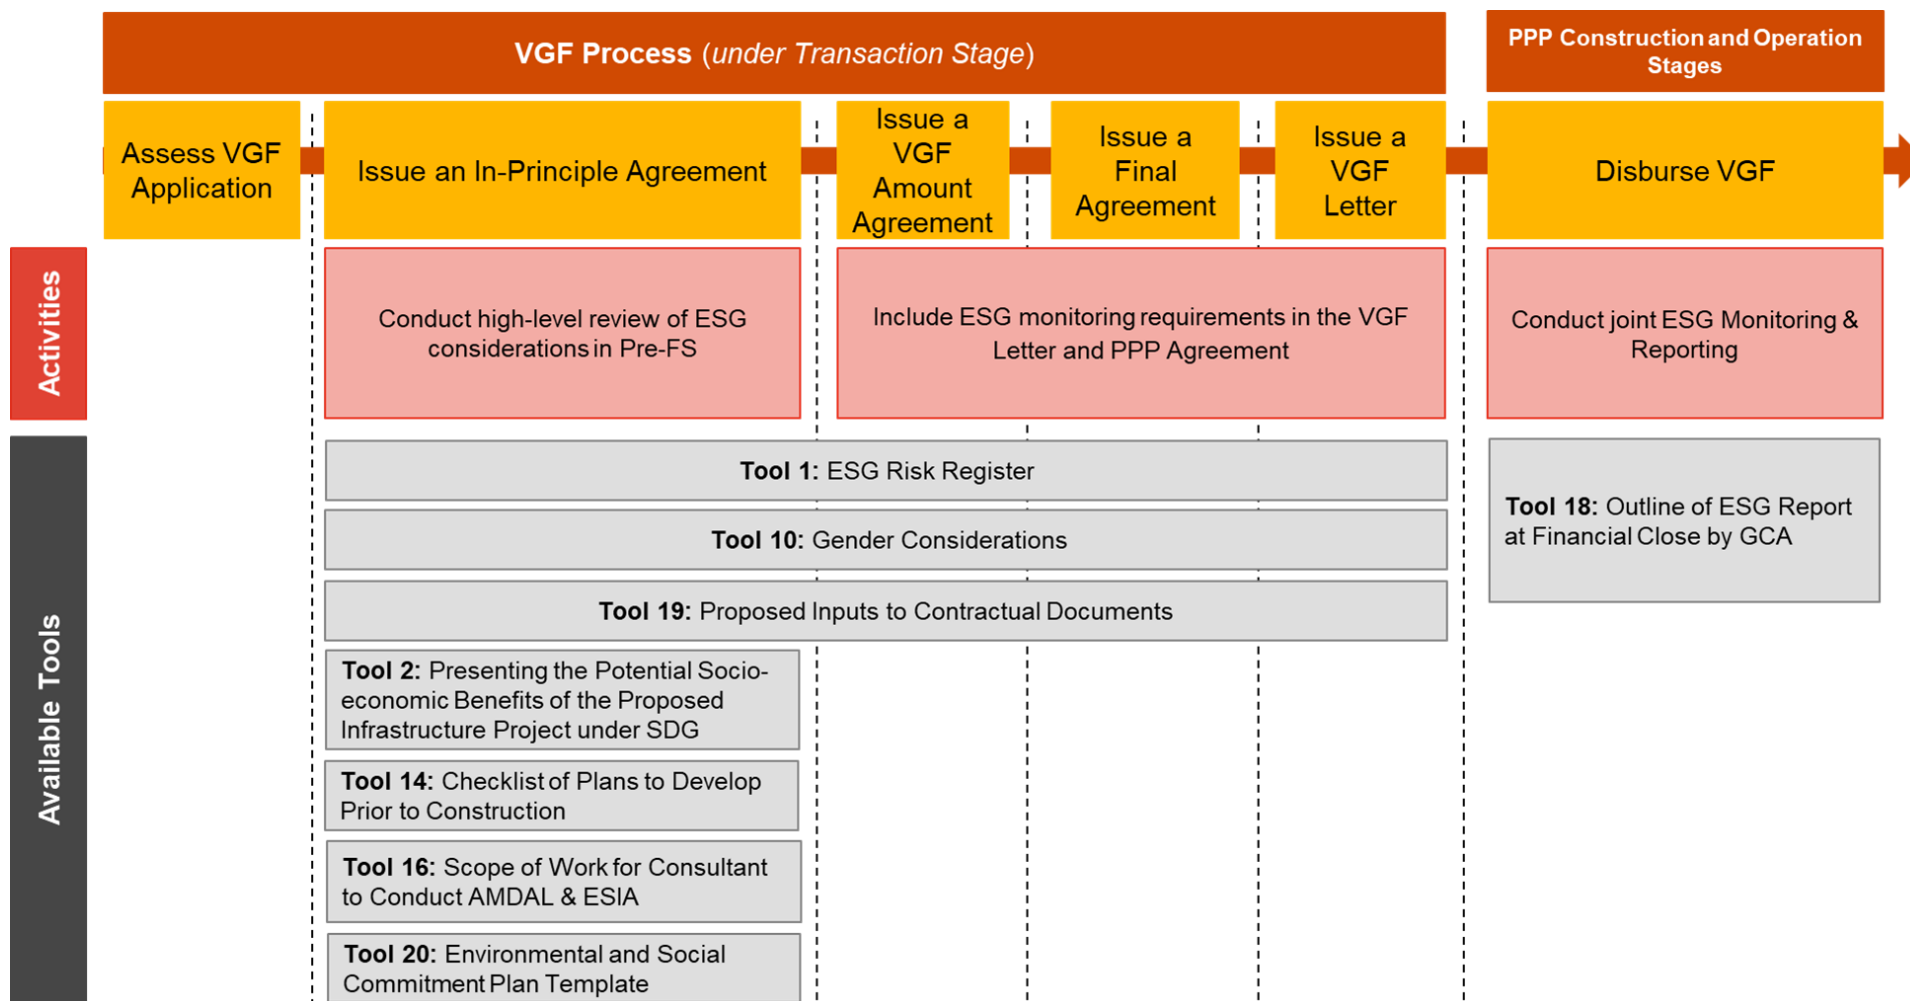 VGF Process (under Transaction Stage)
PPP Construction and Operation
Stages
Assess VGF
Application
Issue an In-Principle Agreement
Issue a
VGF
Amount
Agreement
Issue a
Final
Agreement
Issue a
VGF
Letter
Disburse VGF
Activities
Conduct high-level review of ESG
considerations in Pre-FS
Include ESG monitoring requirements in the VGF
Letter and PPP Agreement
Conduct joint ESG Monitoring &
Reporting
Available Tools
Tool 1: ESG Risk Register
Tool 10: Gender Considerations
Tool 19: Proposed Inputs to Contractual Documents
Tool 2: Presenting the Potential Socio-
economic Benefits of the Proposed
Infrastructure Project under SDG
Tool 14: Checklist of Plans to Develop
Prior to Construction
Tool 16: Scope of Work for Consultant
to Conduct AMDAL & ESIA
Tool 20: Environmental and Social
Commitment Plan Template
Tool 18: Outline of ESG Report
at Financial Close by GCA